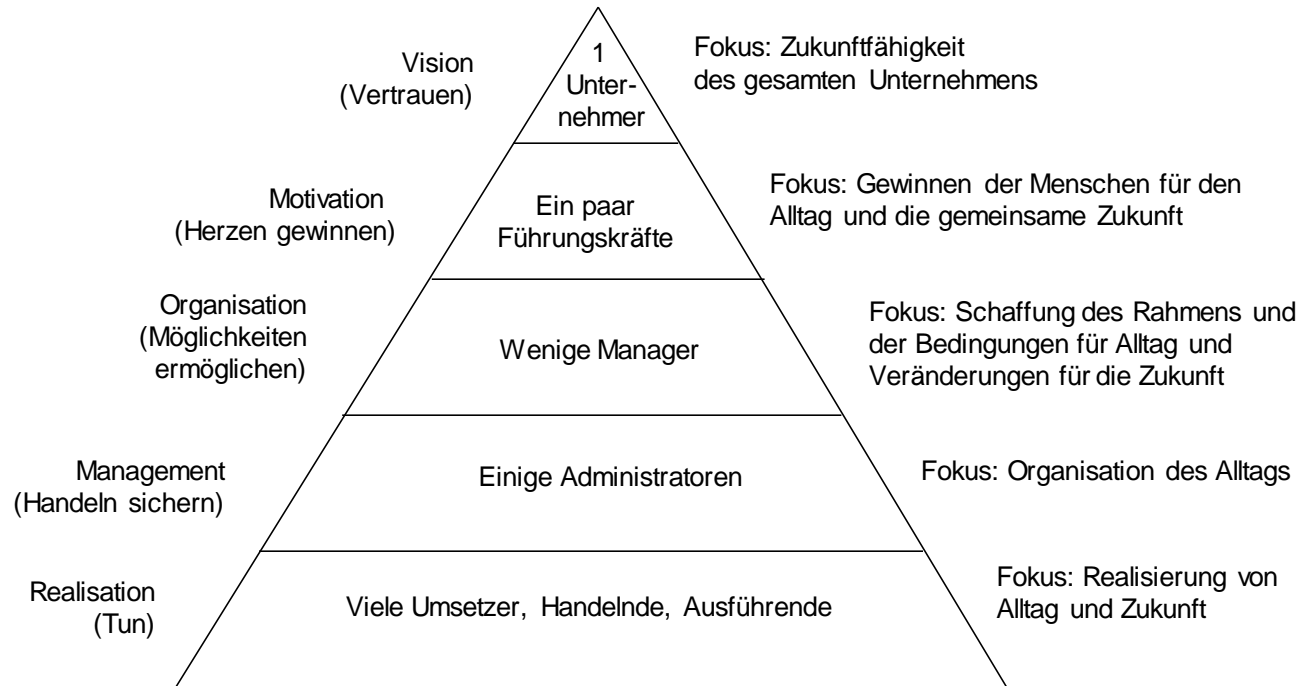 Vision
(Vertrauen)
1
Unter-
nehmer
Fokus: Zukunftfähigkeit
des gesamten Unternehmens
Motivation
(Herzen gewinnen)
Ein paar
Führungskräfte
Fokus: Gewinnen der Menschen für den
Alltag und die gemeinsame Zukunft
Organisation
(Möglichkeiten
ermöglichen)
Wenige Manager
Fokus: Schaffung des Rahmens und
der Bedingungen für Alltag und
Veränderungen für die Zukunft
Management
(Handeln sichern)
Einige Administratoren
Fokus: Organisation des Alltags
Realisation
(Tun)
Viele Umsetzer, Handelnde, Ausführende
Fokus: Realisierung von
Alltag und Zukunft